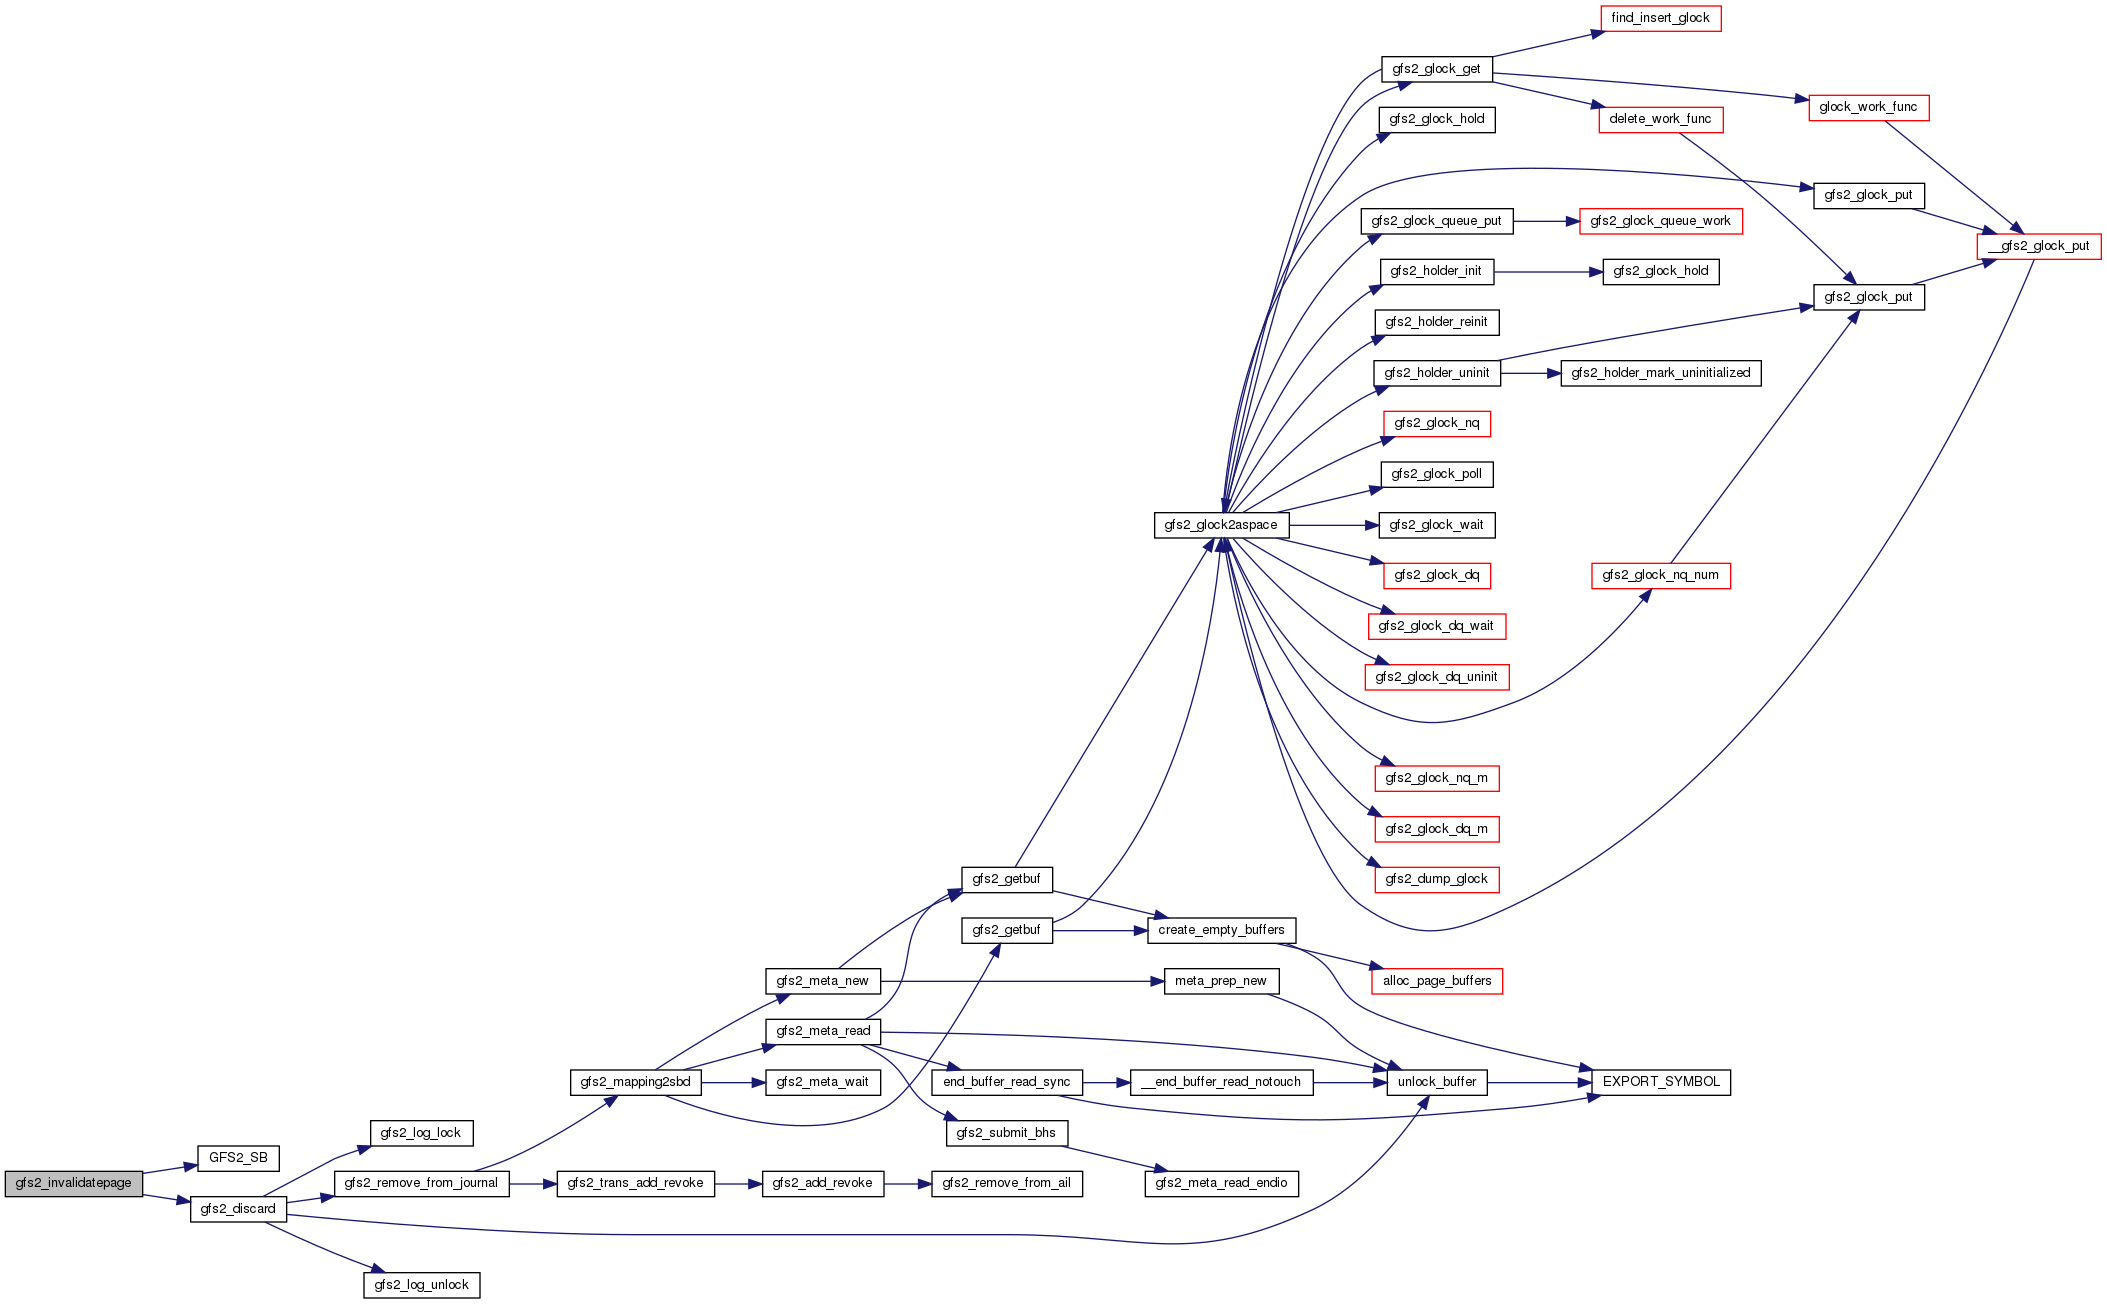 find_insert_glock
gfs2_glock_get
glock_work_func
gfs2_glock_hold
delete_work_func
gfs2_glock_put
gfs2_glock_queue_put
gfs2_glock_queue_work
__gfs2_glock_put
gfs2_holder_init
gfs2_glock_hold
gfs2_glock_put
gfs2_holder_reinit
gfs2_holder_uninit
gfs2_holder_mark_uninitialized
gfs2_glock_nq
gfs2_glock_poll
gfs2_glock2aspace
gfs2_glock_wait
gfs2_glock_dq
gfs2_glock_nq_num
gfs2_glock_dq_wait
gfs2_glock_dq_uninit
gfs2_glock_nq_m
gfs2_glock_dq_m
gfs2_getbuf
gfs2_dump_glock
gfs2_getbuf
create_empty_buffers
gfs2_meta_new
meta_prep_new
alloc_page_buffers
gfs2_meta_read
gfs2_mapping2sbd
gfs2_meta_wait
end_buffer_read_sync
__end_buffer_read_notouch
unlock_buffer
EXPORT_SYMBOL
gfs2_log_lock
gfs2_submit_bhs
GFS2_SB
gfs2_invalidatepage
gfs2_remove_from_journal
gfs2_trans_add_revoke
gfs2_add_revoke
gfs2_remove_from_ail
gfs2_meta_read_endio
gfs2_discard
gfs2_log_unlock